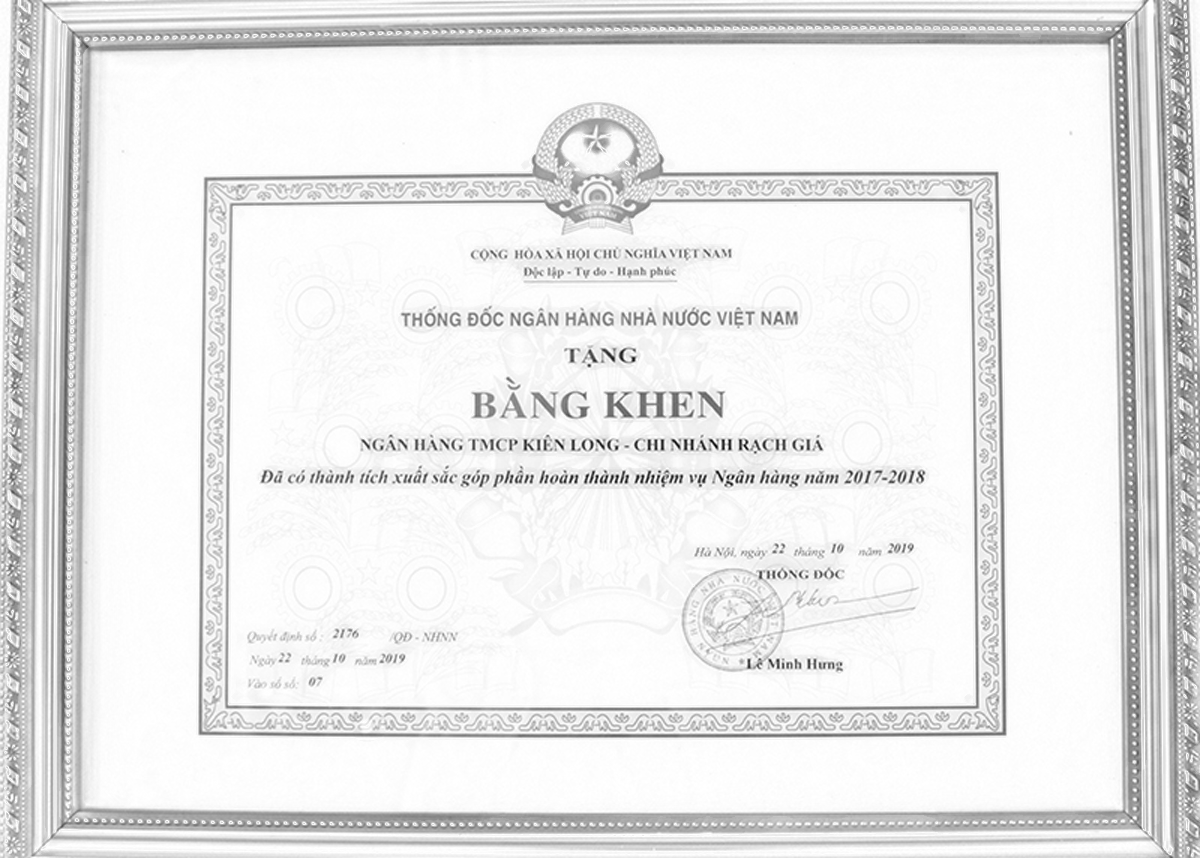 VIỆT NAM
CỘNG HÒA XÃ HỘI CHỦ NGHĨA VIỆT NAM
Độc lập - Tự do - Hạnh phúc
THỐNG ĐỐC NGÂN HÀNG NHÀ NƯỚC VIỆT NAM
TẶNG
BẰNG KHEN
NGÂN HÀNG TMCP KIÊN LONG - CHI NHÁNH RẠCH GIÁ
Đã có thành tích xuất sắc góp phần hoàn thành nhiệm vụ Ngân hàng năm 2017-2018
Hà Nội, ngày 22 tháng 10 năm 2019
THỐNG ĐỐC
NGÂN HÀNG NHÀ NƯỚC VIỆT NAM
Lê Minh Hưng
Quyết định số : 2176 /QĐ - NHNN
Ngày 22 tháng 10 năm 2019
Vào sổ số: 07